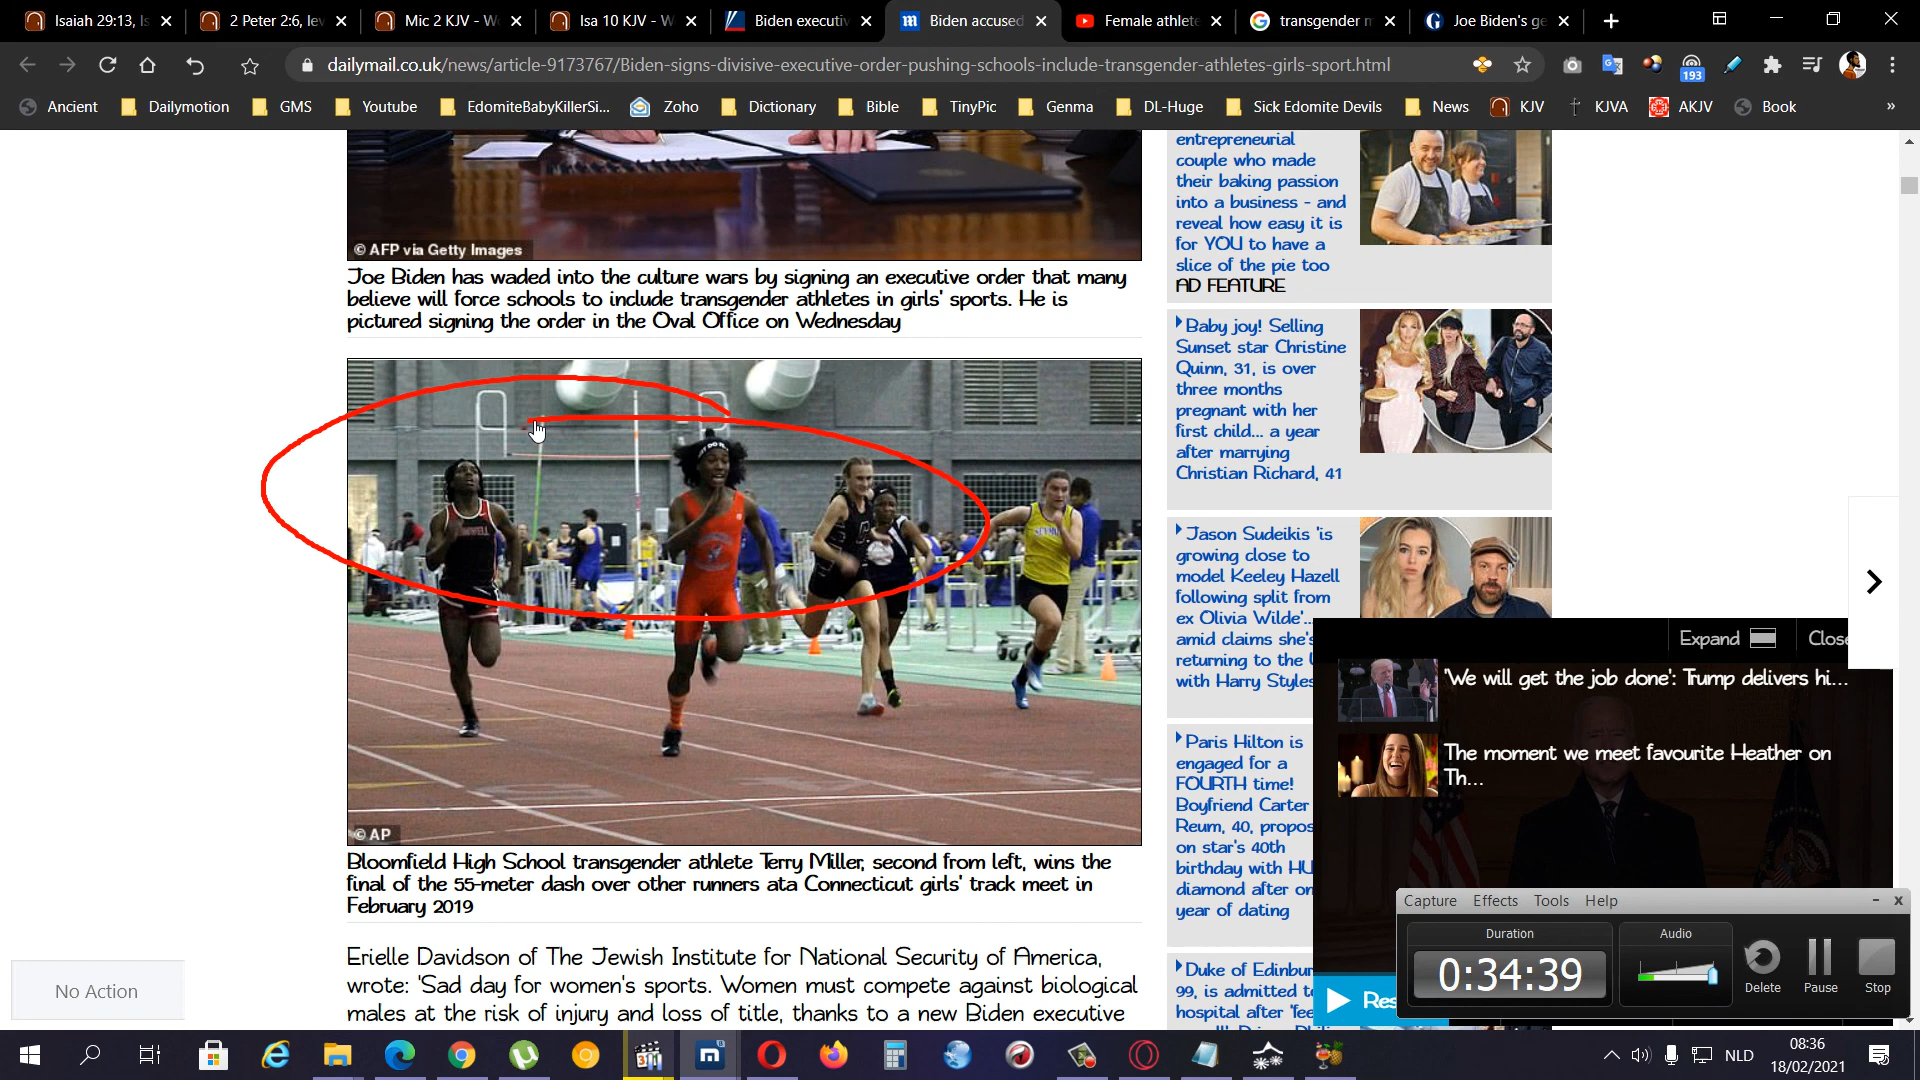 Isaiah 29:13, Is
2 Peter 2:6, lev
Mic 2 KJV - W
Isa 10 KJV - W
Biden executiv
Biden accused
Female athlete
transgender m
Joe Biden's ge
dailymail.co.uk/news/article-9173767/Biden-signs-divisive-executive-order-pushing-schools-include-transgender-athletes-girls-sport.html
193
Ancient
Dailymotion
GMS
Youtube
EdomiteBabyKillerSi...
Zoho
Dictionary
Bible
TinyPic
Genma
DL-Huge
Sick Edomite Devils
News
KJV
KJVA
AKJV
Book
»
© AFP via Getty Images
Joe Biden has waded into the culture wars by signing an executive order that many
believe will force schools to include transgender athletes in girls' sports. He is
pictured signing the order in the Oval Office on Wednesday
© AP
Bloomfield High School transgender athlete Terry Miller, second from left, wins the
final of the 55-meter dash over other runners ata Connecticut girls' track meet in
February 2019
Erielle Davidson of The Jewish Institute for National Security of America,
wrote: 'Sad day for women's sports. Women must compete against biological
males at the risk of injury and loss of title, thanks to a new Biden executive
entrepreneurial
couple who made
their baking passion
into a business - and
reveal how easy it is
for YOU to have a
slice of the pie too
AD FEATURE
Baby joy! Selling
Sunset star Christine
Quinn, 31, is over
three months
pregnant with her
first child... a year
after marrying
Christian Richard, 41
Jason Sudeikis 'is
growing close to
model Keeley Hazell
following split from
ex Olivia Wilde'...
amid claims she's
returning to the
with Harry Styles
Paris Hilton is
engaged for a
FOURTH time!
Boyfriend Carter
Reum, 40, propos
on star's 40th
birthday with HU
diamond after on
year of dating
Duke of Edinbur
99, is admitted to
hospital after 'fee
Expand
Close
'We will get the job done': Trump delivers hi...
The moment we meet favourite Heather on
Th...
Res
Capture Effects Tools Help
Duration
0:34:39
Audio
Delete
Pause
Stop
No Action
NLD
08:36
18/02/2021